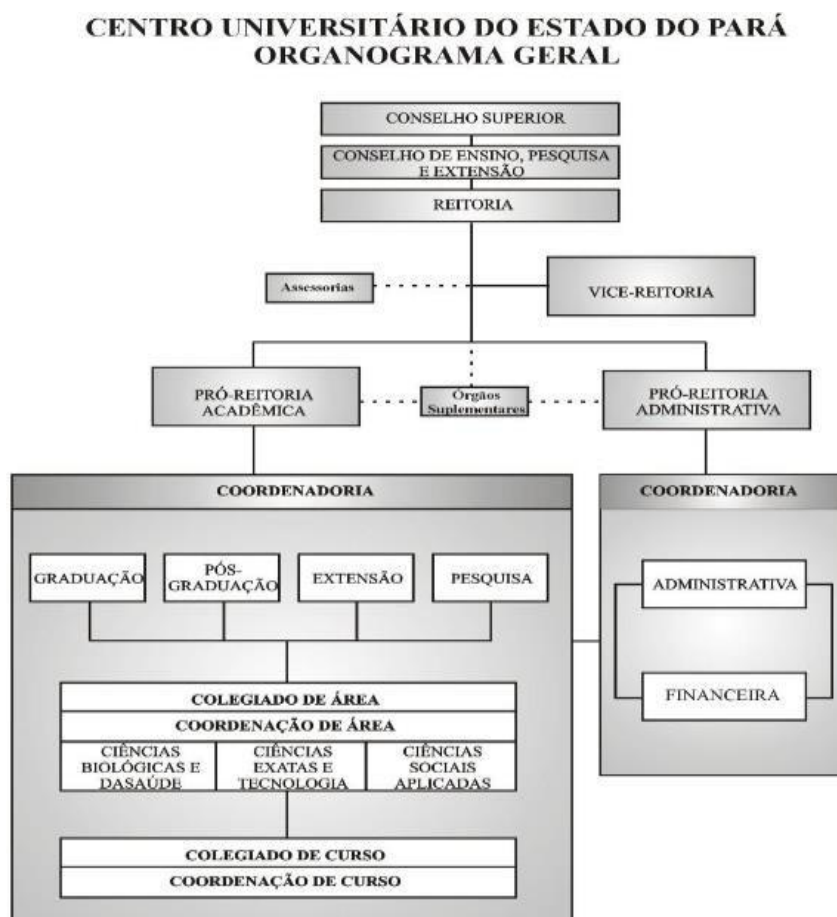 CENTRO UNIVERSITÁRIO DO ESTADO DO PARÁ
ORGANOGRAMA GERAL
CONSELHO SUPERIOR
CONSELHO DE ENSINO, PESQUISA
E EXTENSÃO
REITORIA
Assessorias
VICE-REITORIA
PRÓ-REITORIA
ACADÊMICA
Órgãos
Suplementares
PRÓ-REITORIA
ADMINISTRATIVA
COORDENADORIA
GRADUAÇÃO
PÓS-
GRADUAÇÃO
EXTENSÃO
PESQUISA
COLEGIADO DE ÁREA
COORDENAÇÃO DE ÁREA
CIÊNCIAS
BIOLÓGICAS E
DASAÚDE
CIÊNCIAS
EXATAS E
TECNOLOGIA
CIÊNCIAS
SOCIAIS
APLICADAS
COLEGIADO DE CURSO
COORDENAÇÃO DE CURSO
COORDENADORIA
ADMINISTRATIVA
FINANCEIRA